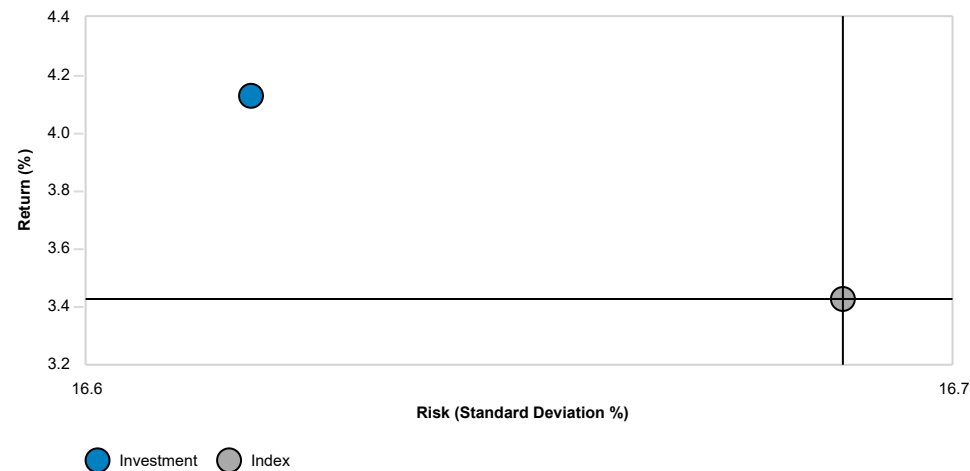 4.4
4.2
4.0
3.8
3.6
3.4
3.2
Return (%)
16.6
16.7
Risk (Standard Deviation %)
Investment
Index